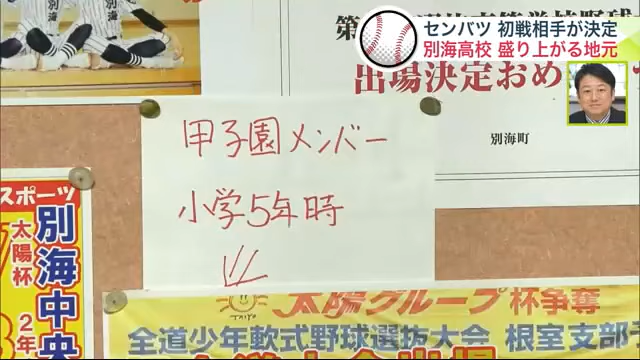 センバツ 初戦相手が決定
別海高校 盛り上がる地元
別海
出場決定おめ
別海町
甲子園メンバー
小学5年時
スポーツ
別海中央
太陽杯
2年
TAIYO
太陽グループ杯争奪
全道少年軟式野球選抜大会 根室支部